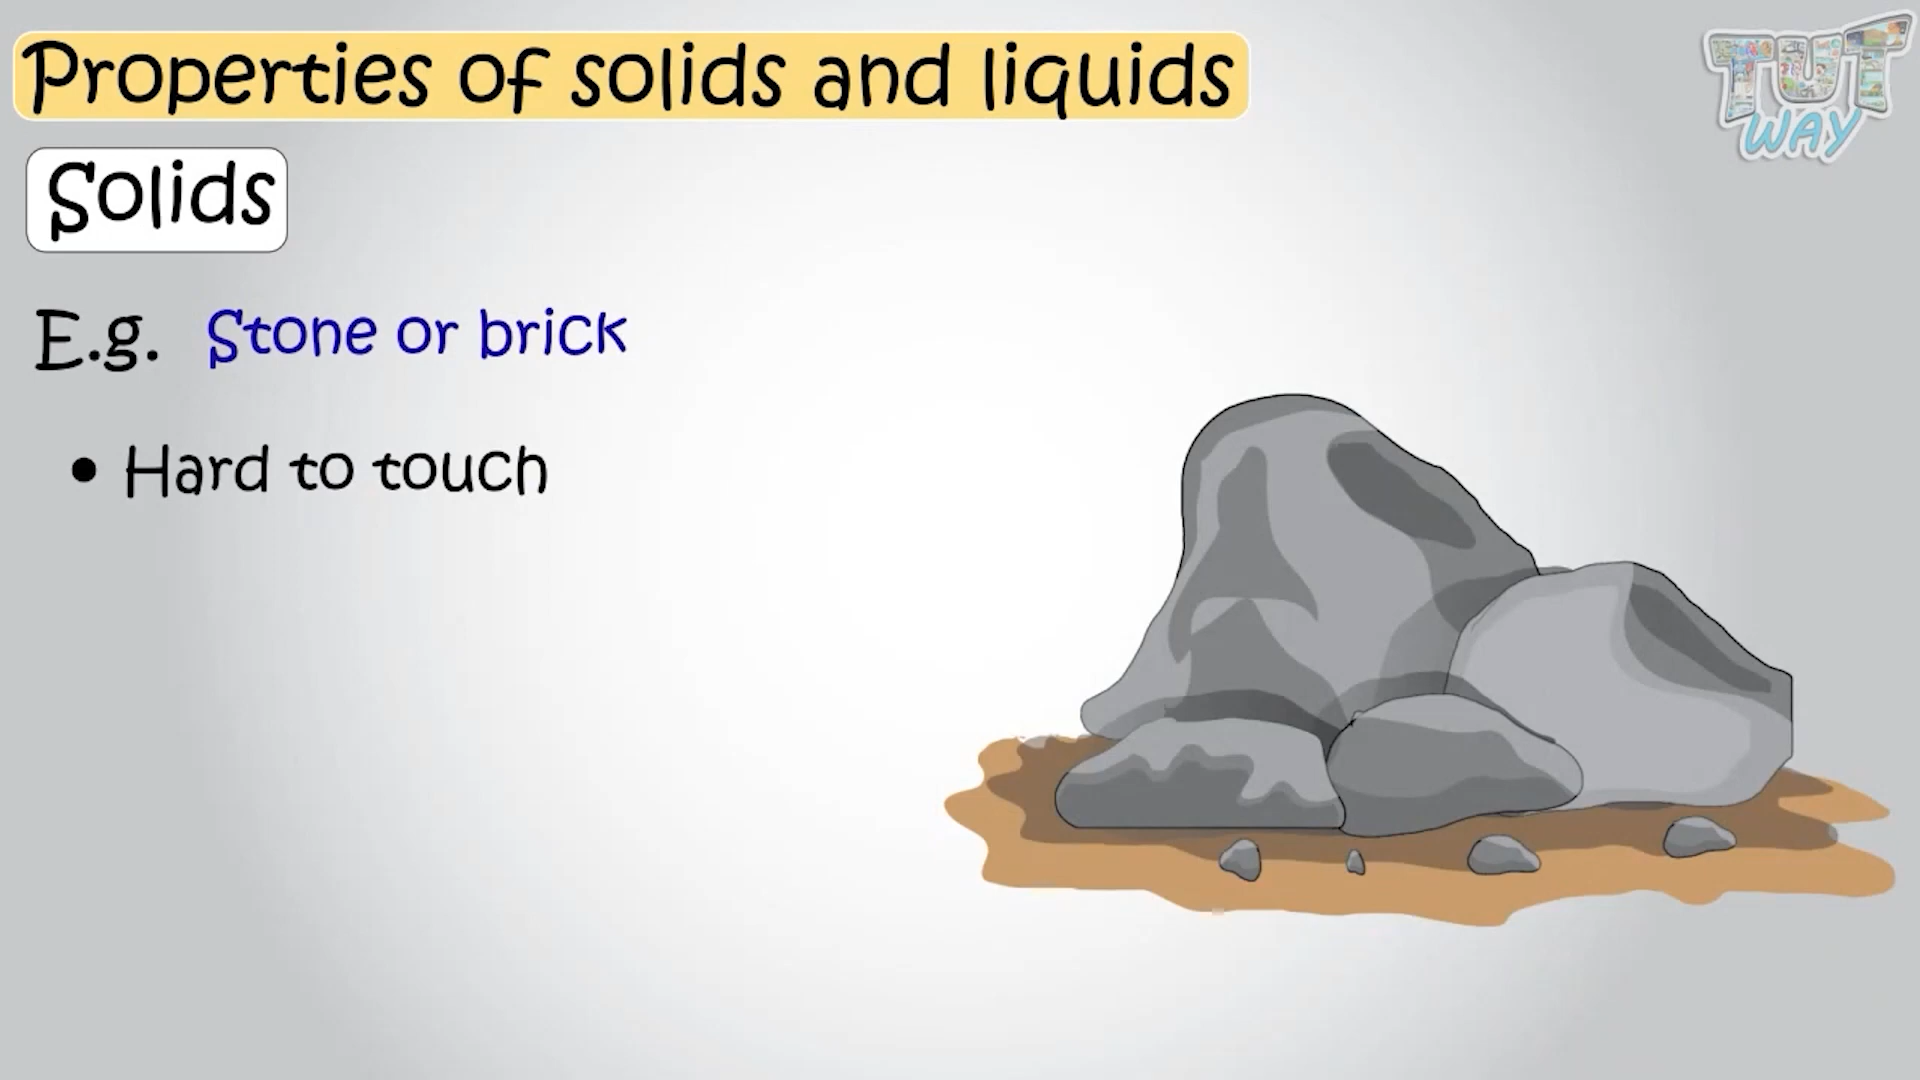 Properties of solids and liquids
TUT
WAY
Solids
E.g. Stone or brick
• Hard to touch